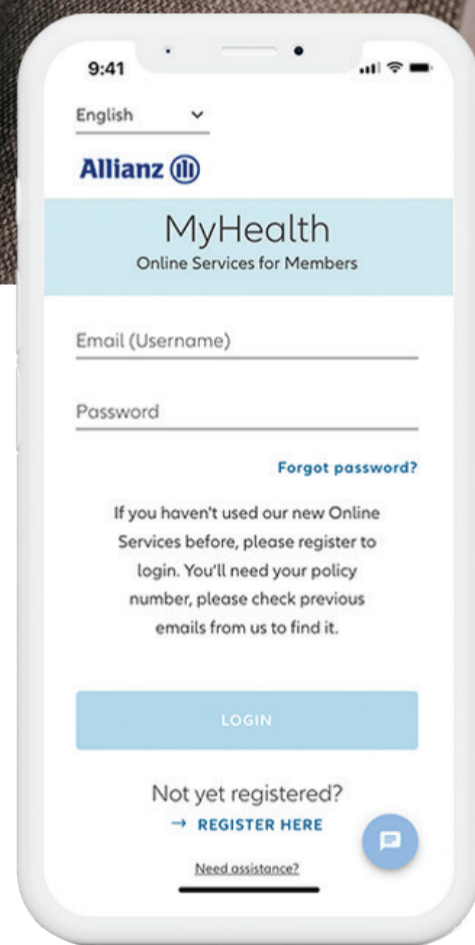 9:41
English
Allianz
MyHealth
Online Services for Members
Email (Username)
Password
Forgot password?
If you haven't used our new Online
Services before, please register to
login. You'll need your policy
number, please check previous
emails from us to find it.
LOGIN
Not yet registered?
→ REGISTER HERE
Need assistance?